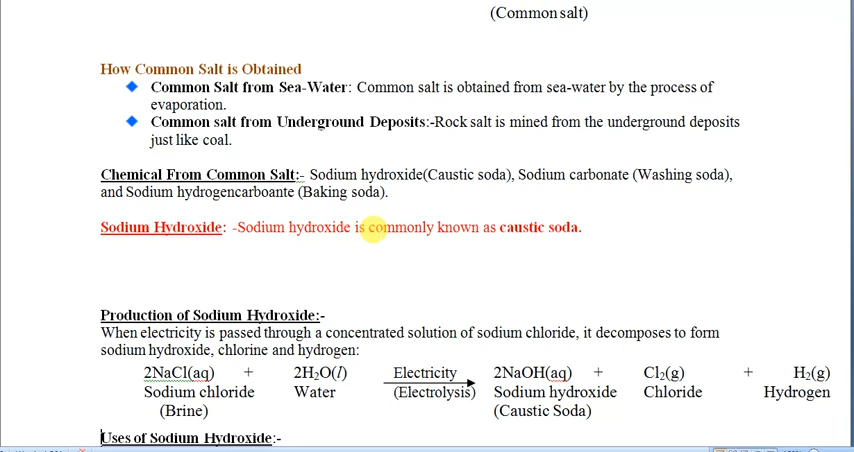 (Common salt)
How Common Salt is Obtained
Common Salt from Sea-Water: Common salt is obtained from sea-water by the process of
evaporation.
Common salt from Underground Deposits:-Rock salt is mined from the underground deposits
just like coal.
Chemical From Common Salt:- Sodium hydroxide(Caustic soda), Sodium carbonate (Washing soda),
and Sodium hydrogencarboante (Baking soda).
Sodium Hydroxide: -Sodium hydroxide is commonly known as caustic soda.
Production of Sodium Hydroxide:-
When electricity is passed through a concentrated solution of sodium chloride, it decomposes to form
sodium hydroxide, chlorine and hydrogen:
2NaCl(aq) + 2H₂O(l) Electricity 2NaOH(aq) + Cl₂(g) + H₂(g)
Sodium chloride Water (Electrolysis) Sodium hydroxide Chloride Hydrogen
(Brine) (Caustic Soda)
Uses of Sodium Hydroxide:-